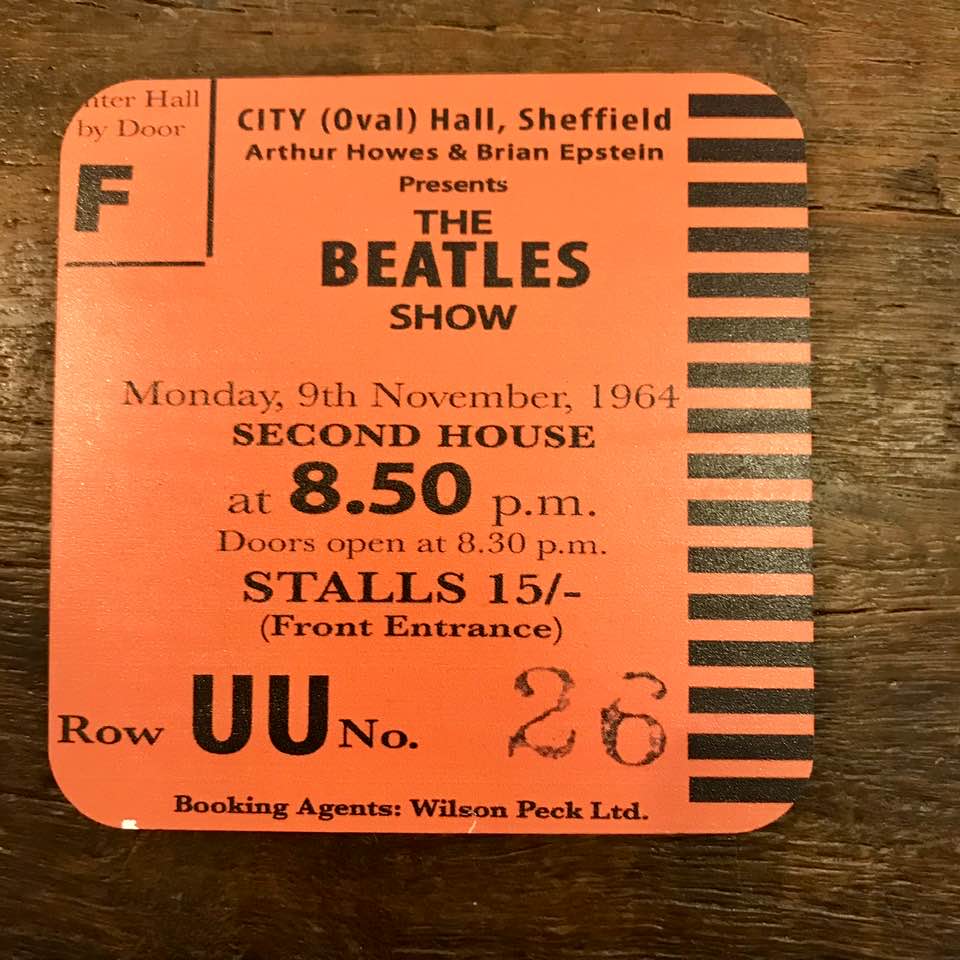 nter Hall
by Door
F
CITY (Oval) Hall, Sheffield
Arthur Howes & Brian Epstein
Presents
THE
BEATLES
SHOW
Monday, 9th November, 1964
SECOND HOUSE
at 8.50 p.m.
Doors open at 8.30 p.m.
STALLS 15/-
(Front Entrance)
Row UU No. 26
Booking Agents: Wilson Peck Ltd.